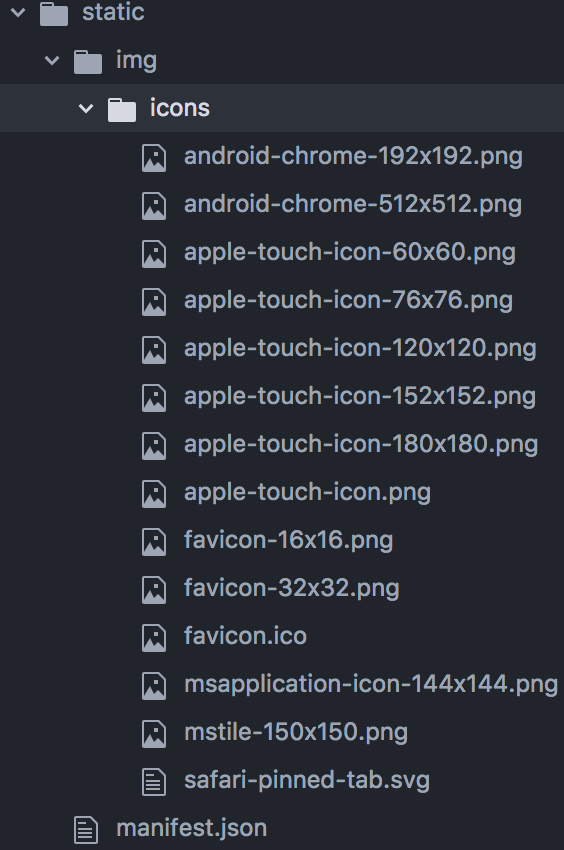 static
img
icons
android-chrome-192x192.png
android-chrome-512x512.png
apple-touch-icon-60x60.png
apple-touch-icon-76x76.png
apple-touch-icon-120x120.png
apple-touch-icon-152x152.png
apple-touch-icon-180x180.png
apple-touch-icon.png
favicon-16x16.png
favicon-32x32.png
favicon.ico
msapplication-icon-144x144.png
mstile-150x150.png
safari-pinned-tab.svg
manifest.json